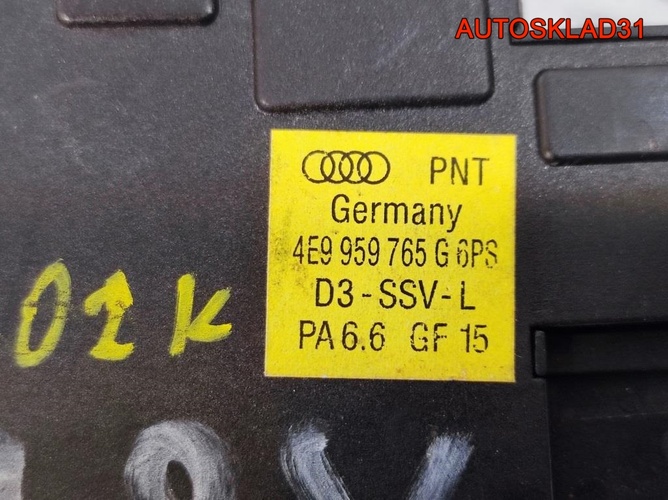 AUTOSKLAD31
PNT
Germany
4E9 959 765 G 6PS
D3-SSV-L
PA 6.6 GF 15
02K